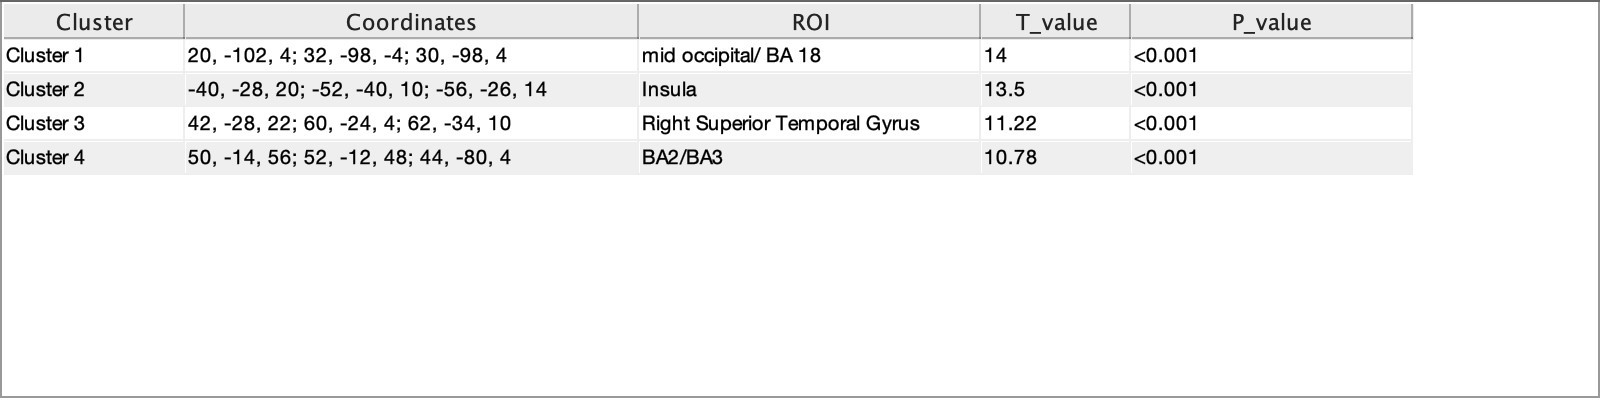 Cluster Coordinates ROI T_value P_value
Cluster 1 20, -102, 4; 32, -98, -4; 30, -98, 4 mid occipital/ BA 18 14 <0.001
Cluster 2 -40, -28, 20; -52, -40, 10; -56, -26, 14 Insula 13.5 <0.001
Cluster 3 42, -28, 22; 60, -24, 4; 62, -34, 10 Right Superior Temporal Gyrus 11.22 <0.001
Cluster 4 50, -14, 56; 52, -12, 48; 44, -80, 4 BA2/BA3 10.78 <0.001